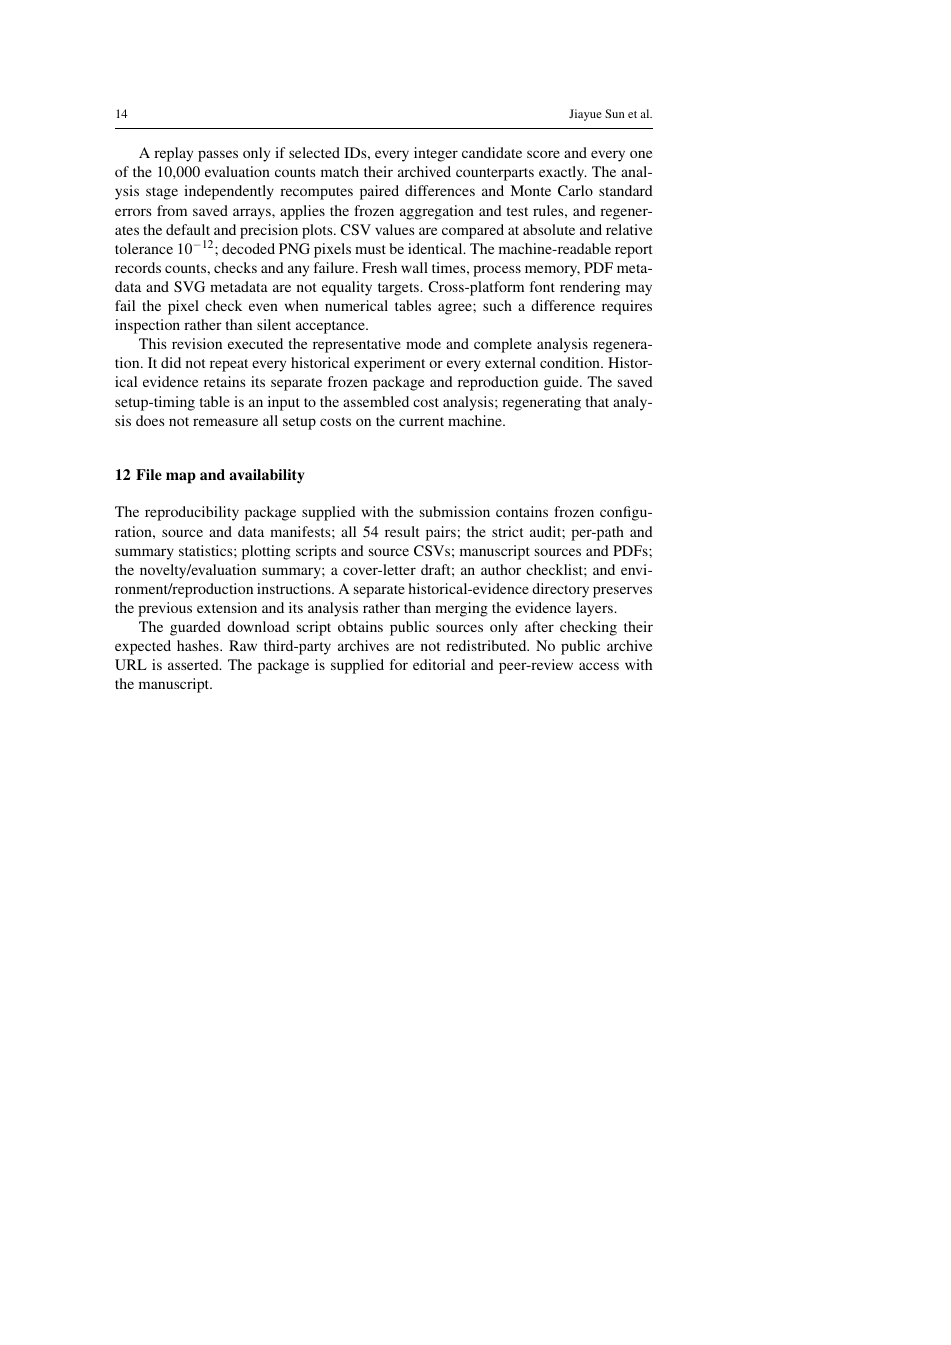 14 Jiayue Sun et al.
A replay passes only if selected IDs, every integer candidate score and every one
of the 10,000 evaluation counts match their archived counterparts exactly. The anal-
ysis stage independently recomputes paired differences and Monte Carlo standard
errors from saved arrays, applies the frozen aggregation and test rules, and regener-
ates the default and precision plots. CSV values are compared at absolute and relative
tolerance 10⁻¹²; decoded PNG pixels must be identical. The machine-readable report
records counts, checks and any failure. Fresh wall times, process memory, PDF meta-
data and SVG metadata are not equality targets. Cross-platform font rendering may
fail the pixel check even when numerical tables agree; such a difference requires
inspection rather than silent acceptance.
This revision executed the representative mode and complete analysis regenera-
tion. It did not repeat every historical experiment or every external condition. Histor-
ical evidence retains its separate frozen package and reproduction guide. The saved
setup-timing table is an input to the assembled cost analysis; regenerating that analy-
sis does not remeasure all setup costs on the current machine.
12 File map and availability
The reproducibility package supplied with the submission contains frozen configu-
ration, source and data manifests; all 54 result pairs; the strict audit; per-path and
summary statistics; plotting scripts and source CSVs; manuscript sources and PDFs;
the novelty/evaluation summary; a cover-letter draft; an author checklist; and envi-
ronment/reproduction instructions. A separate historical-evidence directory preserves
the previous extension and its analysis rather than merging the evidence layers.
The guarded download script obtains public sources only after checking their
expected hashes. Raw third-party archives are not redistributed. No public archive
URL is asserted. The package is supplied for editorial and peer-review access with
the manuscript.